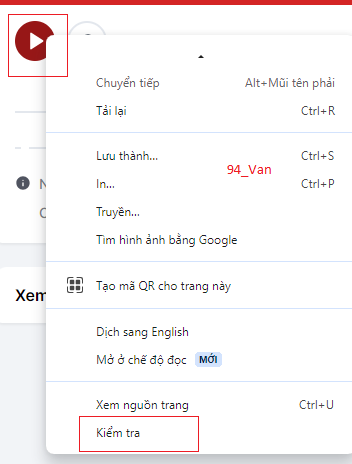 Chuyển tiếp Alt+Mũi tên phải
Tải lại Ctrl+R
Lưu thành... Ctrl+S
94_Van
In... Ctrl+P
Truyền...
Tìm hình ảnh bằng Google
Tạo mã QR cho trang này
Xem
Dịch sang English
Mở ở chế độ đọc MỚI
Xem nguồn trang Ctrl+U
Kiểm tra